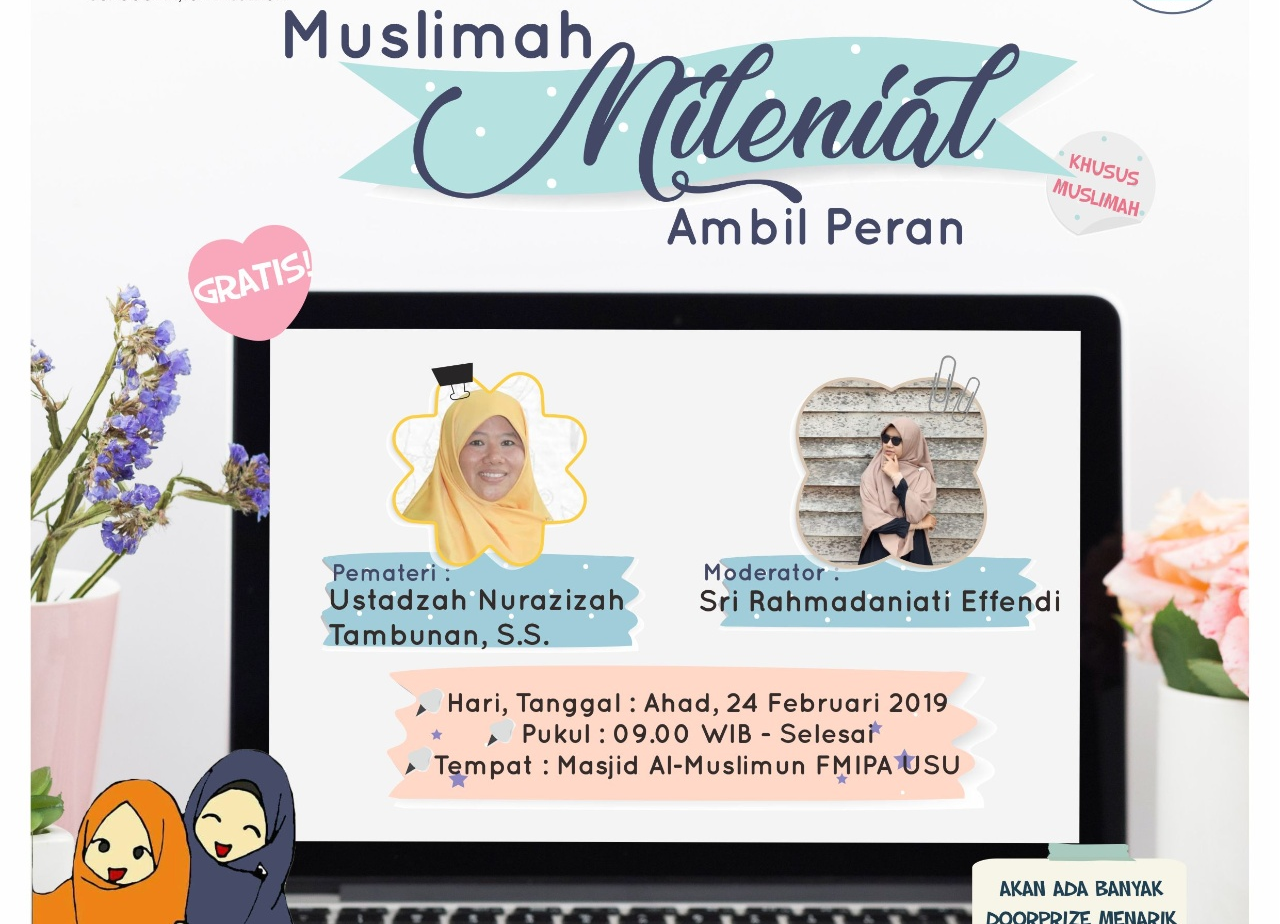 Muslimah
Milenial
KHUSUS
MUSLIMAH
Ambil Peran
GRATIS!
Pemateri :
Ustadzah Nurazizah
Tambunan, S.S.
Moderator :
Sri Rahmadaniati Effendi
Hari, Tanggal : Ahad, 24 Februari 2019
Pukul : 09.00 WIB - Selesai
Tempat : Masjid Al-Muslimun FMIPA USU
AKAN ADA BANYAK
DOORPRIZE MENARIK